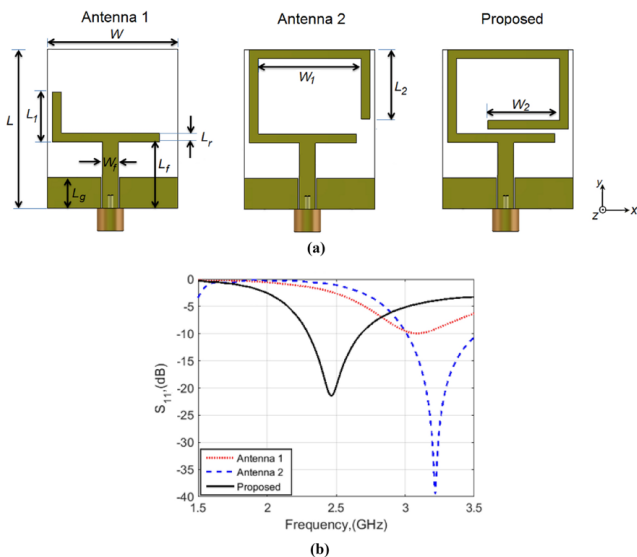 Antenna 1
Antenna 2
Proposed
W
L
L1
Lr
Wf
Lf
Lg
W1
L2
W2
y
z
x
(a)
0
-5
-10
-15
-20
-25
-30
-35
-40
S11,(dB)
Antenna 1
Antenna 2
Proposed
1.5 2 2.5 3 3.5
Frequency,(GHz)
(b)